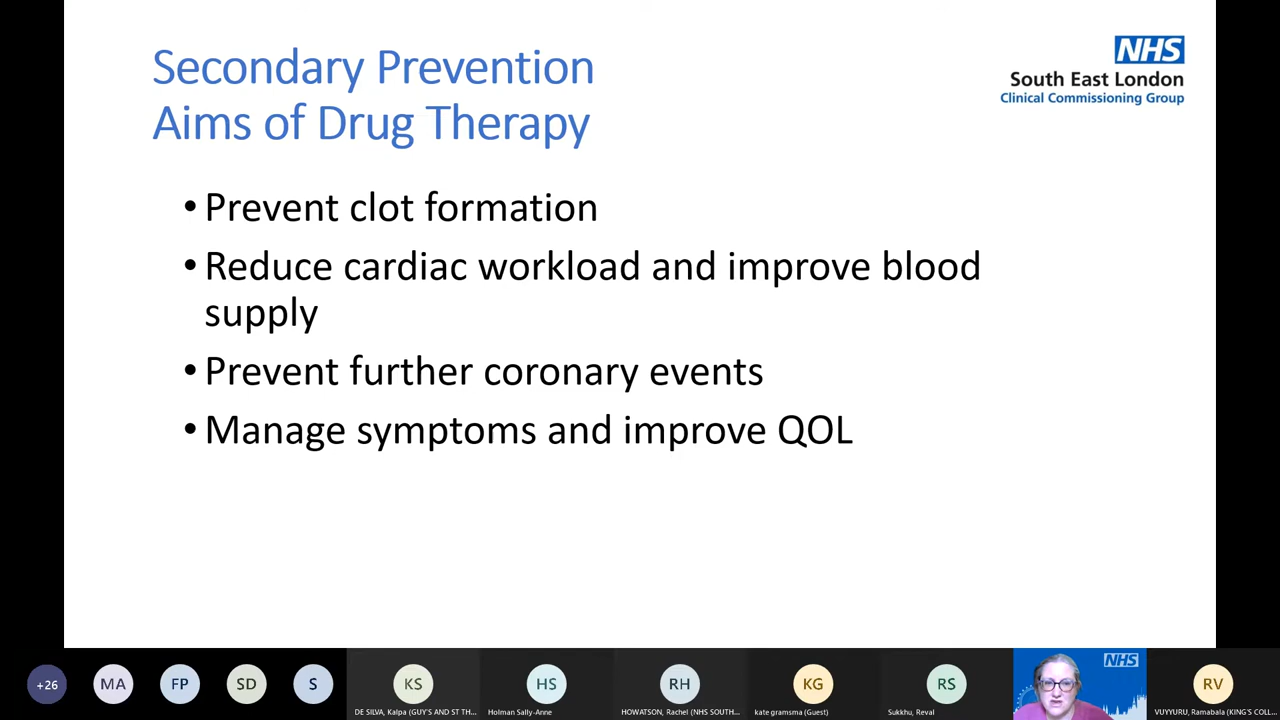 Secondary Prevention
Aims of Drug Therapy
NHS
South East London
Clinical Commissioning Group
•Prevent clot formation
•Reduce cardiac workload and improve blood
supply
•Prevent further coronary events
•Manage symptoms and improve QOL
+26
MA
FP
SD
S
KS
HS
RH
KG
RS
NHS
RV
DE SILVA, Kalpa (GUY'S AND ST TH...
Holman Sally-Anne
HOWATSON, Rachel (NHS SOUTH...
kate gramsma (Guest)
Sukkhu, Reval
VUYYURU, Ramabala (KING'S COLL...